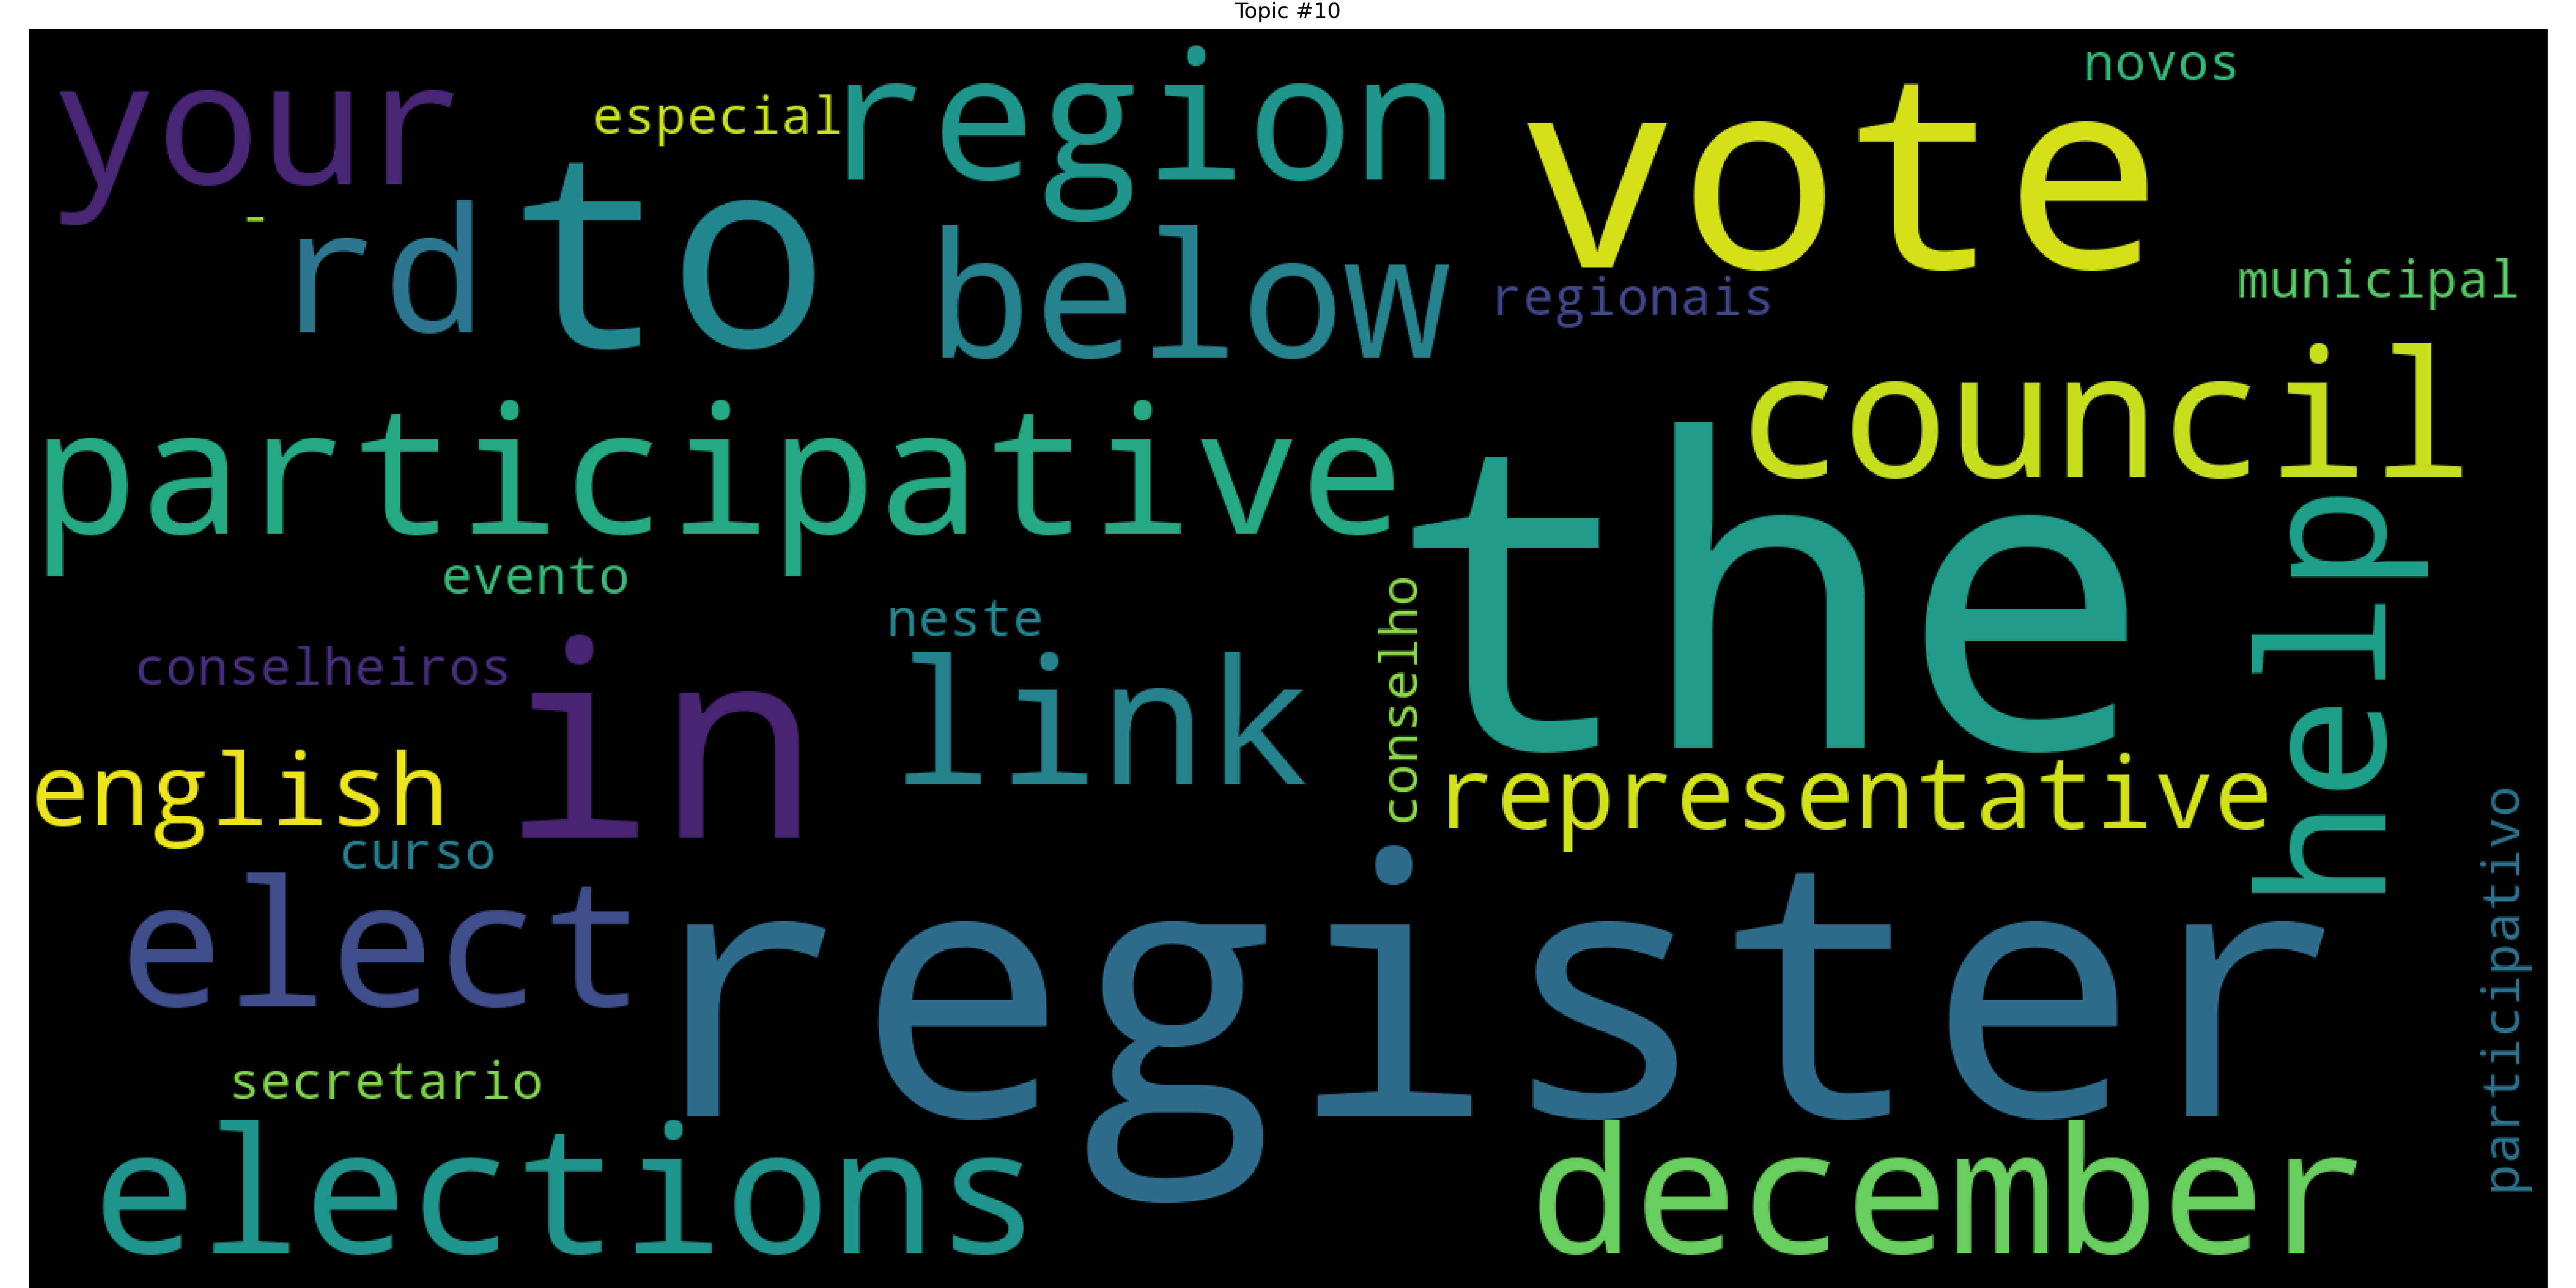 Topic #10
your
especial
region
vote
novos
-
rd
to
below
regionais
municipal
participative
council
the
help
evento
neste
conselho
conselheiros
in
link
english
representative
curso
elect
register
participativo
secretario
elections
december